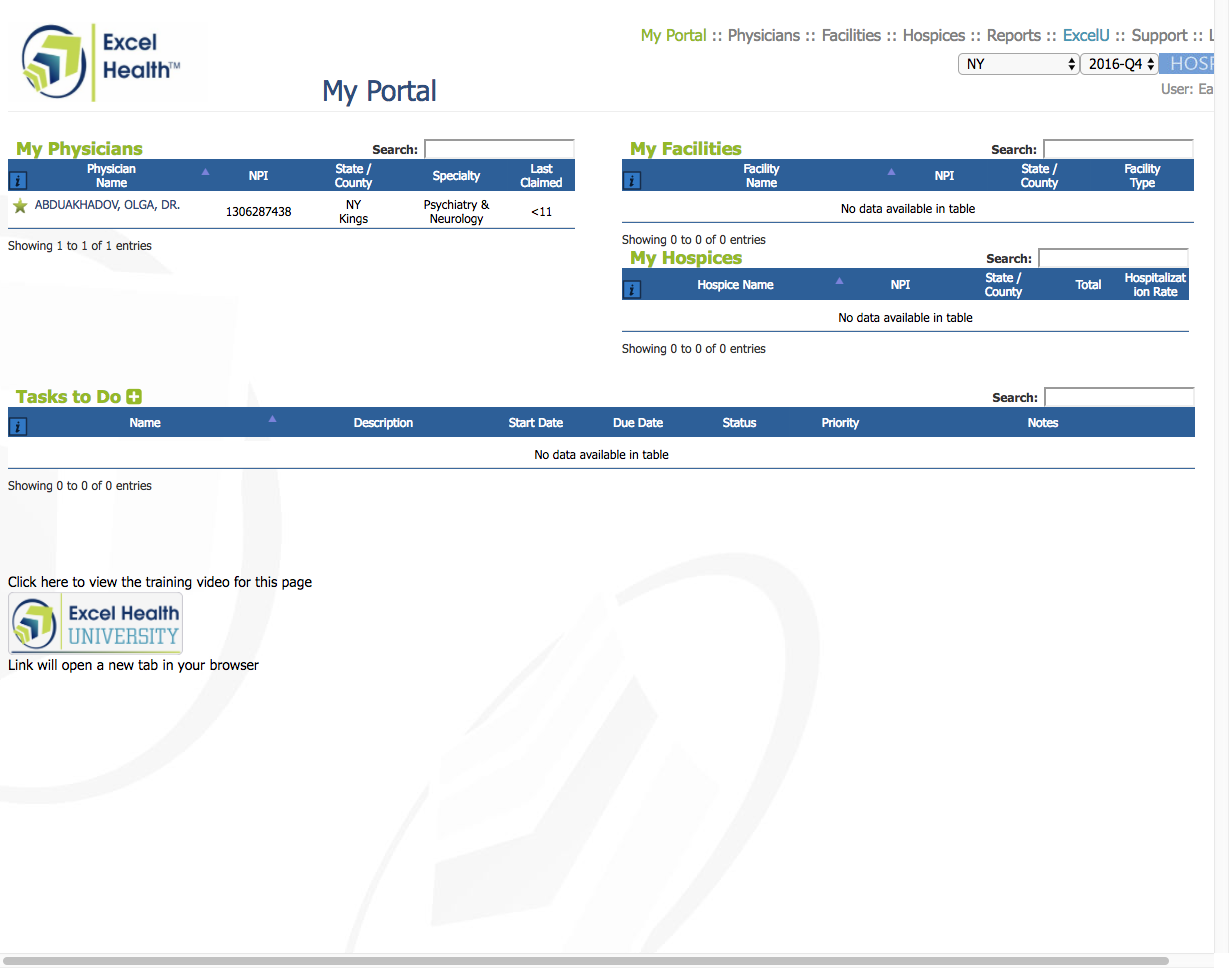 Excel
Health™
My Portal
My Portal :: Physicians :: Facilities :: Hospices :: Reports :: ExcelU :: Support ::
NY 2016-Q4
User:
My Physicians Search:
Physician Name NPI State / County Specialty Last Claimed
ABDUAKHADOV, OLGA, DR. 1306287438 NY Kings Psychiatry & Neurology <11
Showing 1 to 1 of 1 entries
My Facilities Search:
Facility Name NPI State / County Facility Type
No data available in table
Showing 0 to 0 of 0 entries
My Hospices Search:
Hospice Name NPI State / County Total Hospitalizat ion Rate
No data available in table
Showing 0 to 0 of 0 entries
Tasks to Do Search:
Name Description Start Date Due Date Status Priority Notes
No data available in table
Showing 0 to 0 of 0 entries
Click here to view the training video for this page
Excel Health
UNIVERSITY
Link will open a new tab in your browser